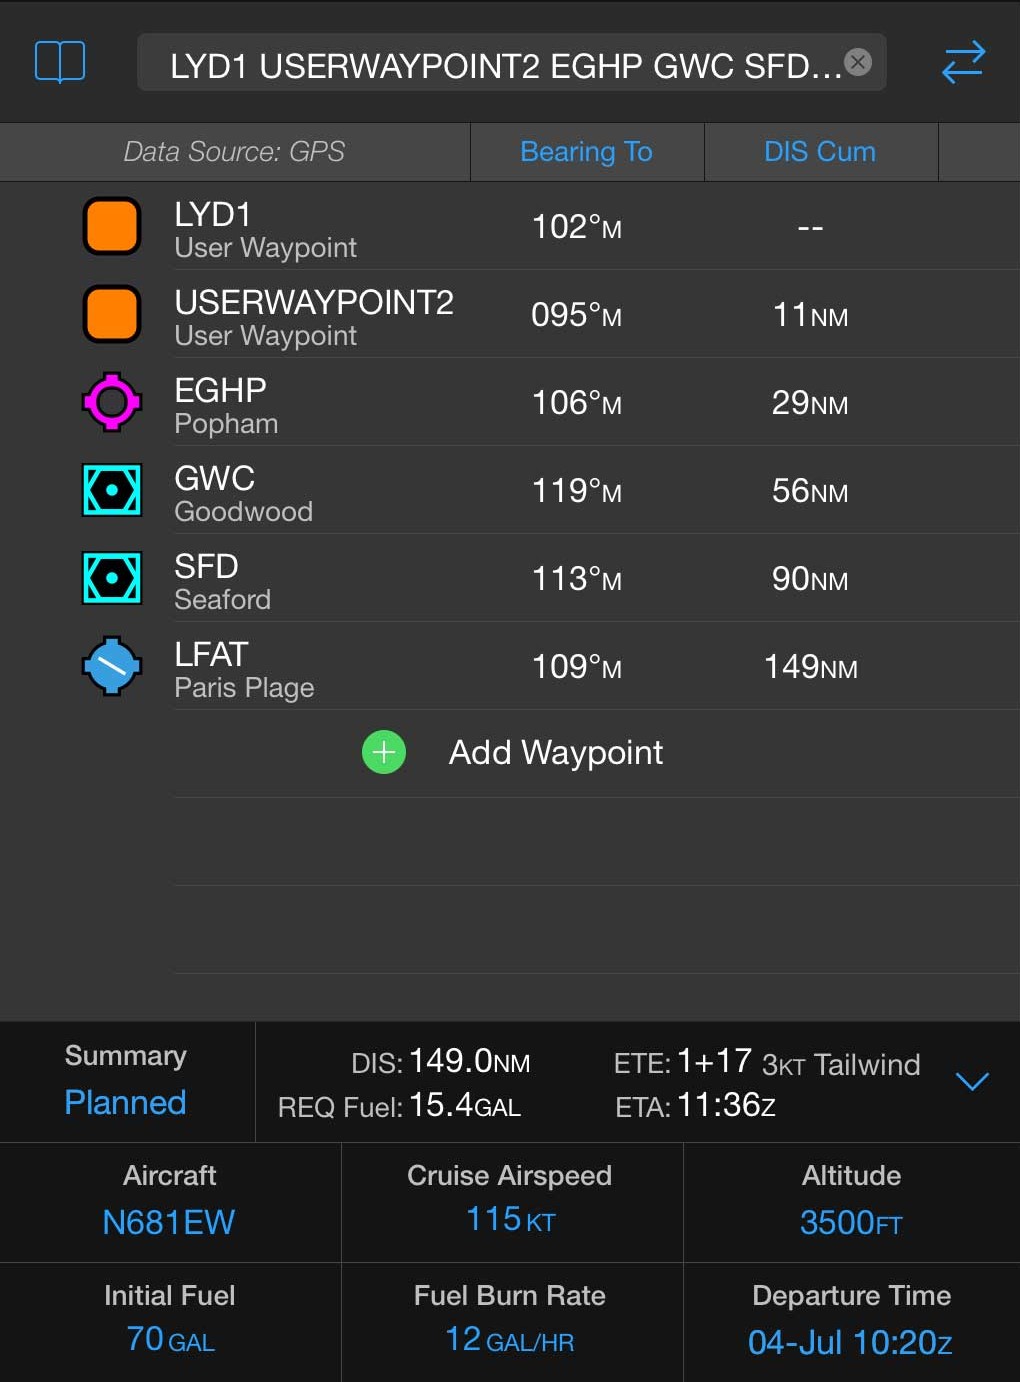 LYD1 USERWAYPOINT2 EGHP GWC SFD...
Data Source: GPS Bearing To DIS Cum
LYD1 102°M --
User Waypoint
USERWAYPOINT2 095°M 11NM
User Waypoint
EGHP 106°M 29NM
Popham
GWC 119°M 56NM
Goodwood
SFD 113°M 90NM
Seaford
LFAT 109°M 149NM
Paris Plage
Add Waypoint
Summary DIS: 149.0NM ETE: 1+17 3KT Tailwind
Planned REQ Fuel: 15.4GAL ETA: 11:36Z
Aircraft Cruise Airspeed Altitude
N681EW 115 KT 3500FT
Initial Fuel Fuel Burn Rate Departure Time
70 GAL 12 GAL/HR 04-Jul 10:20Z